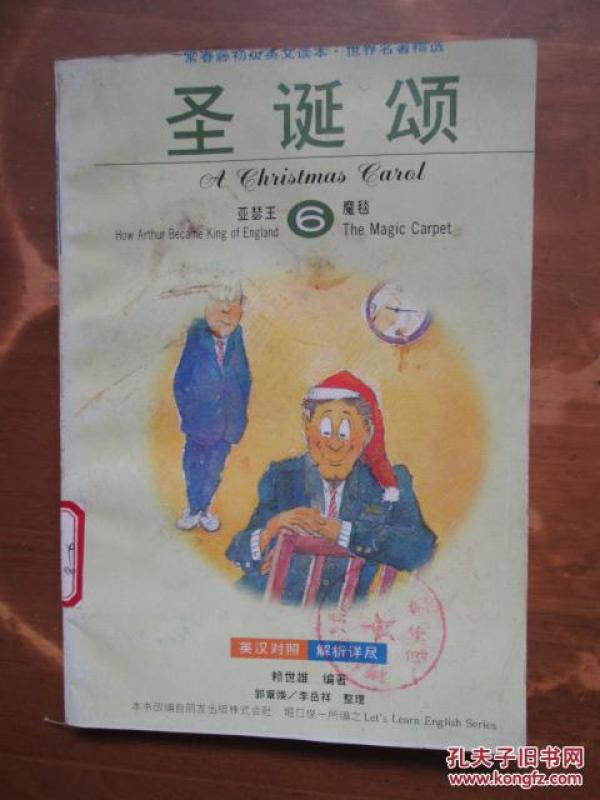 常春藤初级英文读本·世界名著精选
圣诞颂
A Christmas Carol
亚瑟王 6 魔毯
How Arthur Became King of England The Magic Carpet
英汉对照 解析详尽
赖世雄 编著
郭章焕／李岳祥 整理
本书改编自朋友出版株式会社 堀口俊一所编之 Let's Learn English Series
孔夫子旧书网
www.kongfz.com